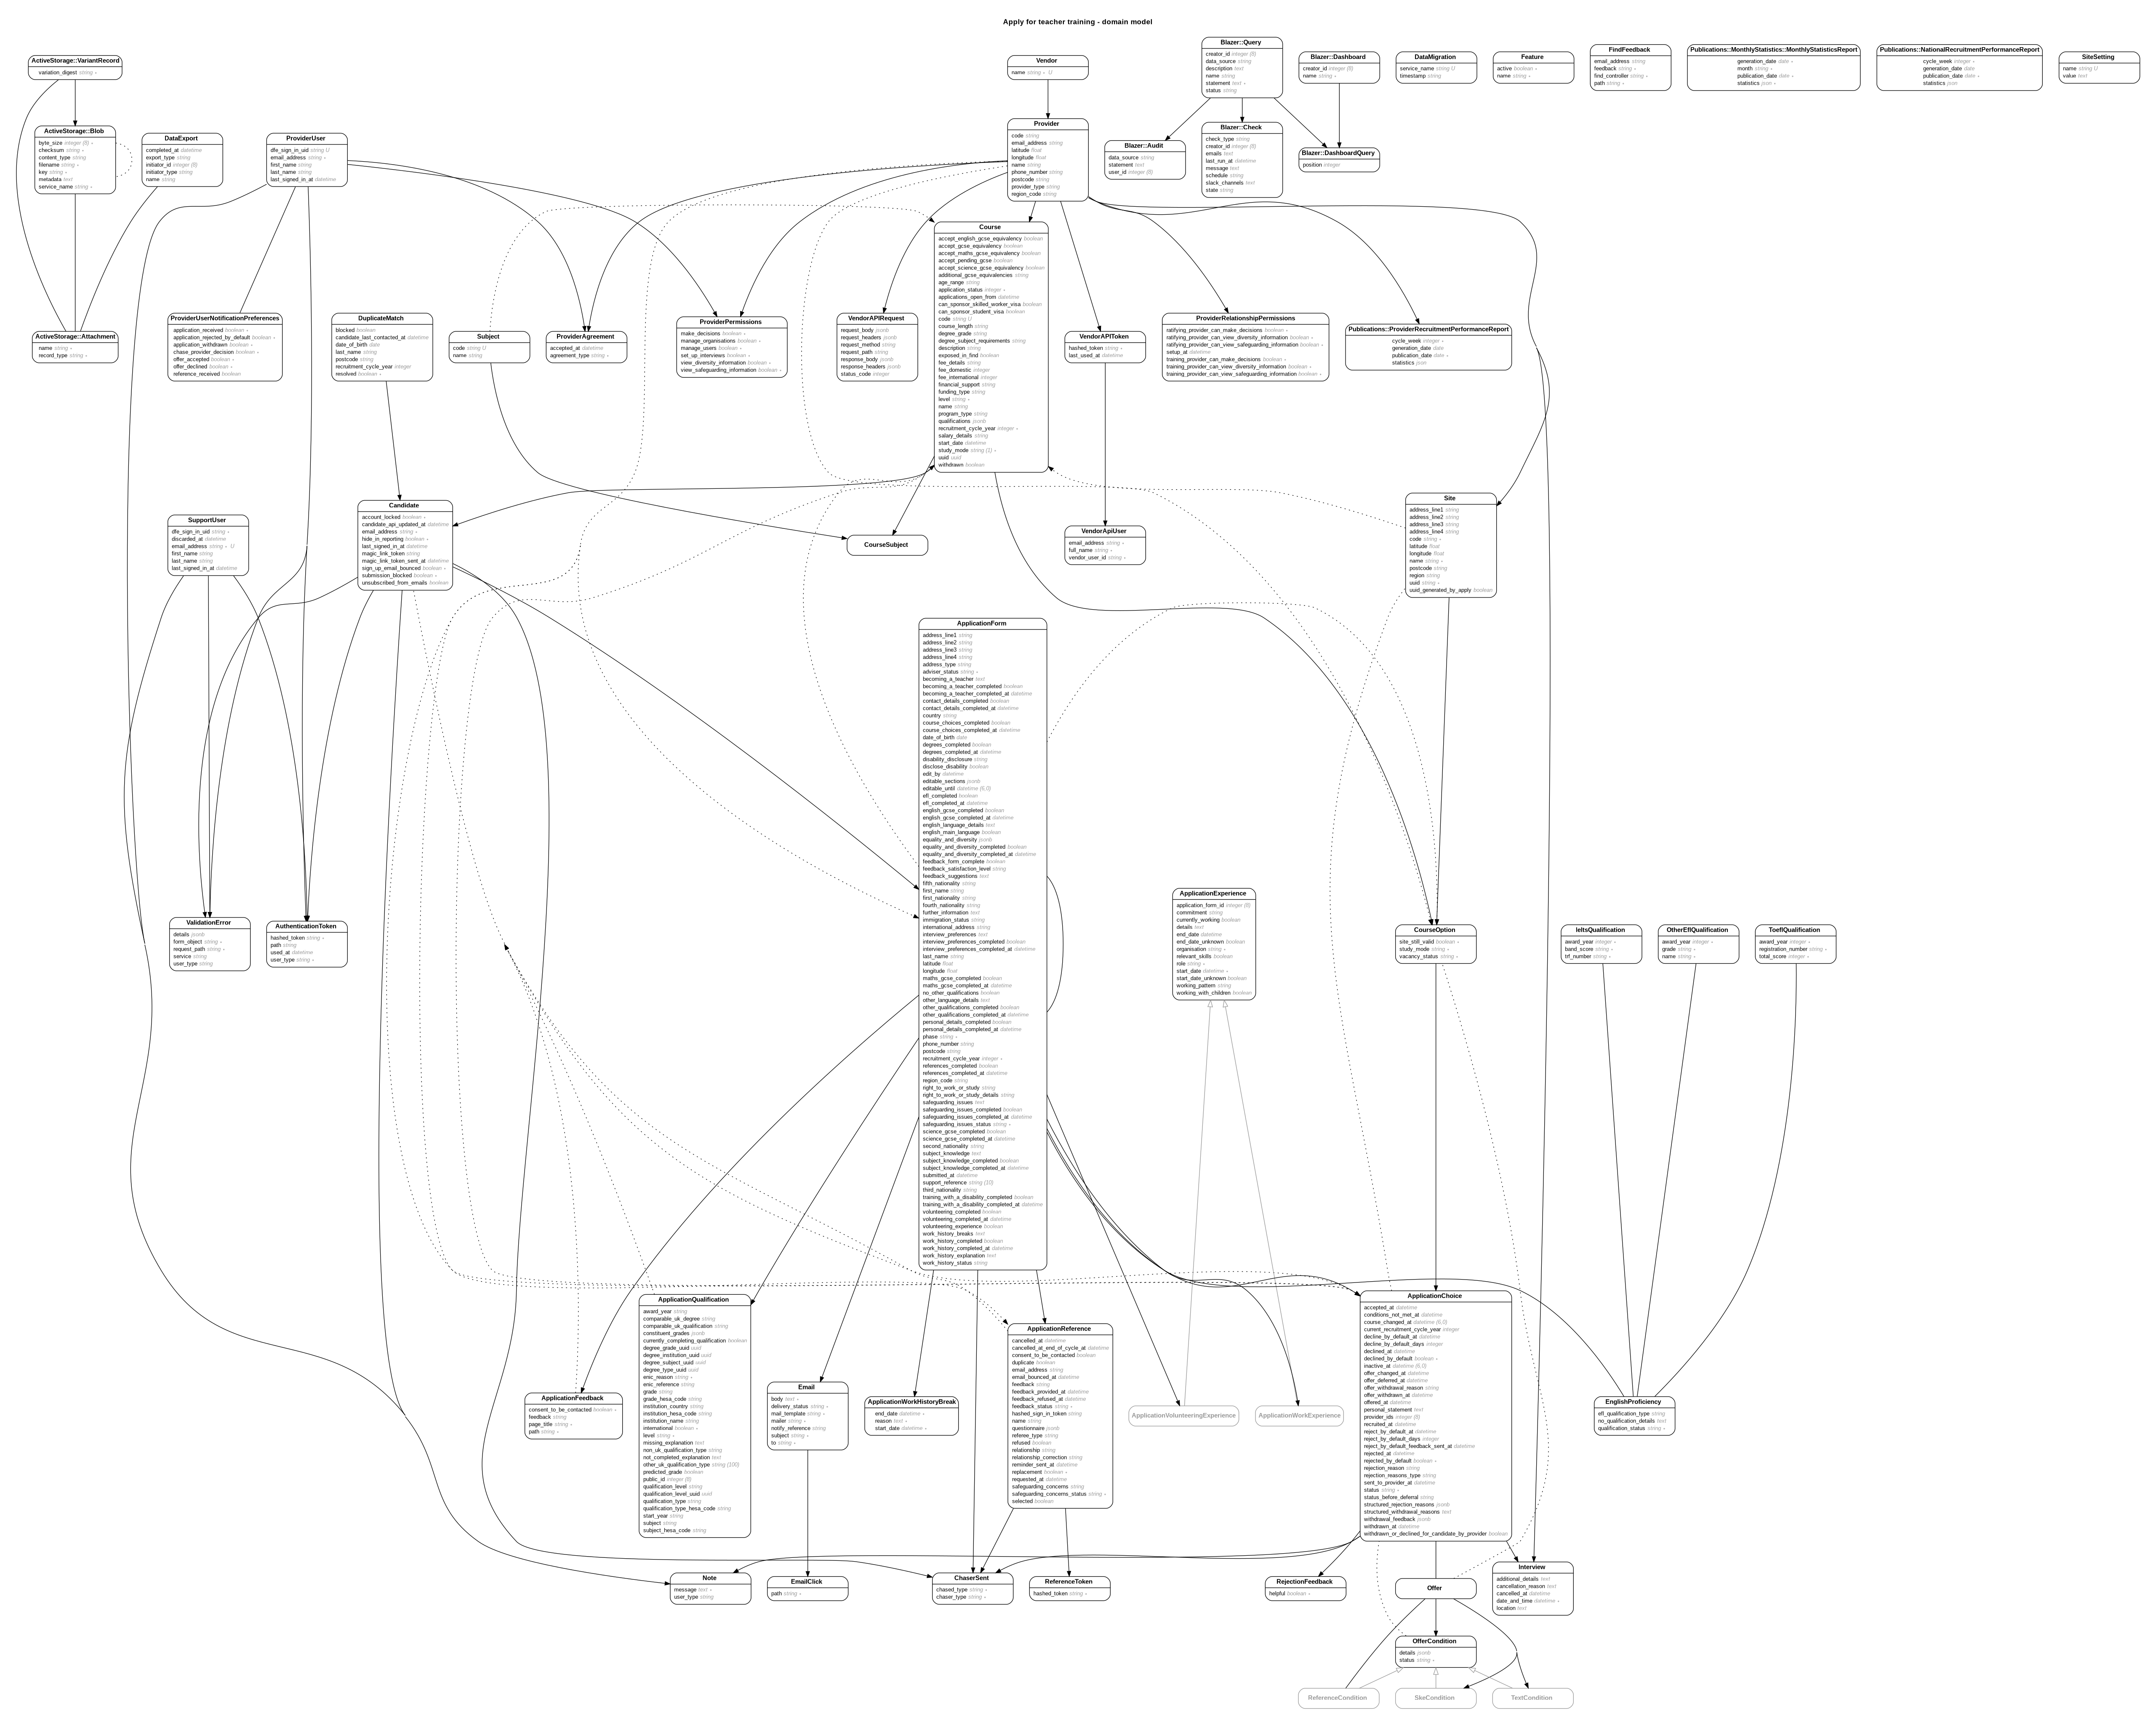 Apply for teacher training - domain model
ActiveStorage::VariantRecord
variation_digest string *
Vendor
name string * U
Blazer::Query
creator_id integer (8)
data_source string
description text
name string
statement text *
status string
Blazer::Dashboard
creator_id integer (8)
name string *
DataMigration
service_name string U
timestamp string
Feature
active boolean *
name string *
FindFeedback
email_address string
feedback string *
find_controller string *
path string *
Publications::MonthlyStatistics::MonthlyStatisticsReport
generation_date date *
month string *
publication_date date *
statistics json *
Publications::NationalRecruitmentPerformanceReport
cycle_week integer *
generation_date date
publication_date date *
statistics json
SiteSetting
name string U
value text
ActiveStorage::Blob
byte_size integer (8) *
checksum string *
content_type string
filename string *
key string *
metadata text
service_name string *
DataExport
completed_at datetime
export_type string
initiator_id integer (8)
initiator_type string
name string
ProviderUser
dfe_sign_in_uid string U
email_address string *
first_name string
last_name string
last_signed_in_at datetime
Provider
code string
email_address string
latitude float
longitude float
name string
phone_number string
postcode string
provider_type string
region_code string
Blazer::Audit
data_source string
statement text
user_id integer (8)
Blazer::Check
check_type string
creator_id integer (8)
emails text
last_run_at datetime
message text
schedule string
slack_channels text
state string
Blazer::DashboardQuery
position integer
Course
accept_english_gcse_equivalency boolean
accept_gcse_equivalency boolean
accept_maths_gcse_equivalency boolean
accept_pending_gcse boolean
accept_science_gcse_equivalency boolean
additional_gcse_equivalencies string
age_range string
application_status integer *
applications_open_from datetime
can_sponsor_skilled_worker_visa boolean
can_sponsor_student_visa boolean
code string U
course_length string
degree_grade string
degree_subject_requirements string
description string
exposed_in_find boolean
fee_details string
fee_domestic integer
fee_international integer
financial_support string
funding_type string
level string *
name string
program_type string
qualifications jsonb
recruitment_cycle_year integer *
salary_details string
start_date datetime
study_mode string (1) *
uuid uuid
withdrawn boolean
ActiveStorage::Attachment
name string *
record_type string *
ProviderUserNotificationPreferences
application_received boolean *
application_rejected_by_default boolean *
application_withdrawn boolean *
chase_provider_decision boolean *
offer_accepted boolean *
offer_declined boolean *
reference_received boolean
DuplicateMatch
blocked boolean
candidate_last_contacted_at datetime
date_of_birth date
last_name string
postcode string
recruitment_cycle_year integer
resolved boolean *
Subject
code string U
name string
ProviderAgreement
accepted_at datetime
agreement_type string *
ProviderPermissions
make_decisions boolean *
manage_organisations boolean *
manage_users boolean *
set_up_interviews boolean *
view_diversity_information boolean *
view_safeguarding_information boolean *
VendorAPIRequest
request_body jsonb
request_headers jsonb
request_method string
request_path string
response_body jsonb
response_headers jsonb
status_code integer
VendorAPIToken
hashed_token string *
last_used_at datetime
ProviderRelationshipPermissions
ratifying_provider_can_make_decisions boolean *
ratifying_provider_can_view_diversity_information boolean *
ratifying_provider_can_view_safeguarding_information boolean *
setup_at datetime
training_provider_can_make_decisions boolean *
training_provider_can_view_diversity_information boolean *
training_provider_can_view_safeguarding_information boolean *
Publications::ProviderRecruitmentPerformanceReport
cycle_week integer *
generation_date date
publication_date date *
statistics json
Candidate
account_locked boolean *
candidate_api_updated_at datetime
email_address string *
hide_in_reporting boolean *
last_signed_in_at datetime
magic_link_token string
magic_link_token_sent_at datetime
sign_up_email_bounced boolean *
submission_blocked boolean *
unsubscribed_from_emails boolean
SupportUser
dfe_sign_in_uid string *
discarded_at datetime
email_address string * U
first_name string
last_name string
last_signed_in_at datetime
CourseSubject
VendorApiUser
email_address string *
full_name string *
vendor_user_id string *
Site
address_line1 string
address_line2 string
address_line3 string
address_line4 string
code string *
latitude float
longitude float
name string *
postcode string
region string
uuid string *
uuid_generated_by_apply boolean
ApplicationForm
address_line1 string
address_line2 string
address_line3 string
address_line4 string
address_type string
adviser_status string *
becoming_a_teacher text
becoming_a_teacher_completed boolean
becoming_a_teacher_completed_at datetime
contact_details_completed boolean
contact_details_completed_at datetime
country string
course_choices_completed boolean
course_choices_completed_at datetime
date_of_birth date
degrees_completed boolean
degrees_completed_at datetime
disability_disclosure string
disclose_disability boolean
edit_by datetime
editable_sections jsonb
editable_until datetime (6,0)
efl_completed boolean
efl_completed_at datetime
english_gcse_completed boolean
english_gcse_completed_at datetime
english_language_details text
english_main_language boolean
equality_and_diversity jsonb
equality_and_diversity_completed boolean
equality_and_diversity_completed_at datetime
feedback_form_complete boolean
feedback_satisfaction_level string
feedback_suggestions text
fifth_nationality string
first_name string
first_nationality string
fourth_nationality string
further_information text
immigration_status string
international_address string
interview_preferences text
interview_preferences_completed boolean
interview_preferences_completed_at datetime
last_name string
latitude float
longitude float
maths_gcse_completed boolean
maths_gcse_completed_at datetime
no_other_qualifications boolean
other_language_details text
other_qualifications_completed boolean
other_qualifications_completed_at datetime
personal_details_completed boolean
personal_details_completed_at datetime
phase string *
phone_number string
postcode string
recruitment_cycle_year integer *
references_completed boolean
references_completed_at datetime
region_code string
right_to_work_or_study string
right_to_work_or_study_details string
safeguarding_issues text
safeguarding_issues_completed boolean
safeguarding_issues_completed_at datetime
safeguarding_issues_status string *
science_gcse_completed boolean
science_gcse_completed_at datetime
second_nationality string
subject_knowledge text
subject_knowledge_completed boolean
subject_knowledge_completed_at datetime
submitted_at datetime
support_reference string (10)
third_nationality string
training_with_a_disability_completed boolean
training_with_a_disability_completed_at datetime
volunteering_completed boolean
volunteering_completed_at datetime
volunteering_experience boolean
work_history_breaks text
work_history_completed boolean
work_history_completed_at datetime
work_history_explanation text
work_history_status string
ApplicationExperience
application_form_id integer (8)
commitment string
currently_working boolean
details text
end_date datetime
end_date_unknown boolean
organisation string *
relevant_skills boolean
role string *
start_date datetime *
start_date_unknown boolean
working_pattern string
working_with_children boolean
ValidationError
details jsonb
form_object string *
request_path string *
service string
user_type string
AuthenticationToken
hashed_token string *
path string
used_at datetime
user_type string *
CourseOption
site_still_valid boolean *
study_mode string *
vacancy_status string *
IeltsQualification
award_year integer *
band_score string *
trf_number string *
OtherEflQualification
award_year integer *
grade string *
name string *
ToeflQualification
award_year integer *
registration_number string *
total_score integer *
ApplicationQualification
award_year string
comparable_uk_degree string
comparable_uk_qualification string
constituent_grades jsonb
currently_completing_qualification boolean
degree_grade_uuid uuid
degree_institution_uuid uuid
degree_subject_uuid uuid
degree_type_uuid uuid
enic_reason string *
enic_reference string
grade string
grade_hesa_code string
institution_country string
institution_hesa_code string
institution_name string
international boolean *
level string *
missing_explanation text
non_uk_qualification_type string
not_completed_explanation text
other_uk_qualification_type string (100)
predicted_grade boolean
public_id integer (8)
qualification_level string
qualification_level_uuid uuid
qualification_type string
qualification_type_hesa_code string
start_year string
subject string
subject_hesa_code string
ApplicationReference
cancelled_at datetime
cancelled_at_end_of_cycle_at datetime
consent_to_be_contacted boolean
duplicate boolean
email_address string
email_bounced_at datetime
feedback string
feedback_provided_at datetime
feedback_refused_at datetime
feedback_status string *
hashed_sign_in_token string
name string
questionnaire jsonb
referee_type string
refused boolean
relationship string
relationship_correction string
reminder_sent_at datetime
replacement boolean *
requested_at datetime
safeguarding_concerns string
safeguarding_concerns_status string *
selected boolean
ApplicationChoice
accepted_at datetime
conditions_not_met_at datetime
course_changed_at datetime (6,0)
current_recruitment_cycle_year integer
decline_by_default_at datetime
decline_by_default_days integer
declined_at datetime
declined_by_default boolean *
inactive_at datetime (6,0)
offer_changed_at datetime
offer_deferred_at datetime
offer_withdrawal_reason string
offer_withdrawn_at datetime
offered_at datetime
personal_statement text
provider_ids integer (8)
recruited_at datetime
reject_by_default_at datetime
reject_by_default_days integer
reject_by_default_feedback_sent_at datetime
rejected_at datetime
rejected_by_default boolean *
rejection_reason string
rejection_reasons_type string
sent_to_provider_at datetime
status string *
status_before_deferral string
structured_rejection_reasons jsonb
structured_withdrawal_reasons text
withdrawal_feedback jsonb
withdrawn_at datetime
withdrawn_or_declined_for_candidate_by_provider boolean
ApplicationFeedback
consent_to_be_contacted boolean *
feedback string
page_title string *
path string *
Email
body text *
delivery_status string *
mail_template string *
mailer string *
notify_reference string
subject string *
to string *
ApplicationWorkHistoryBreak
end_date datetime *
reason text *
start_date datetime *
ApplicationVolunteeringExperience
ApplicationWorkExperience
EnglishProficiency
efl_qualification_type string
no_qualification_details text
qualification_status string *
Note
message text *
user_type string
EmailClick
path string *
ChaserSent
chased_type string *
chaser_type string *
ReferenceToken
hashed_token string *
RejectionFeedback
helpful boolean *
Offer
Interview
additional_details text
cancellation_reason text
cancelled_at datetime
date_and_time datetime *
location text
OfferCondition
details jsonb
status string *
ReferenceCondition
SkeCondition
TextCondition